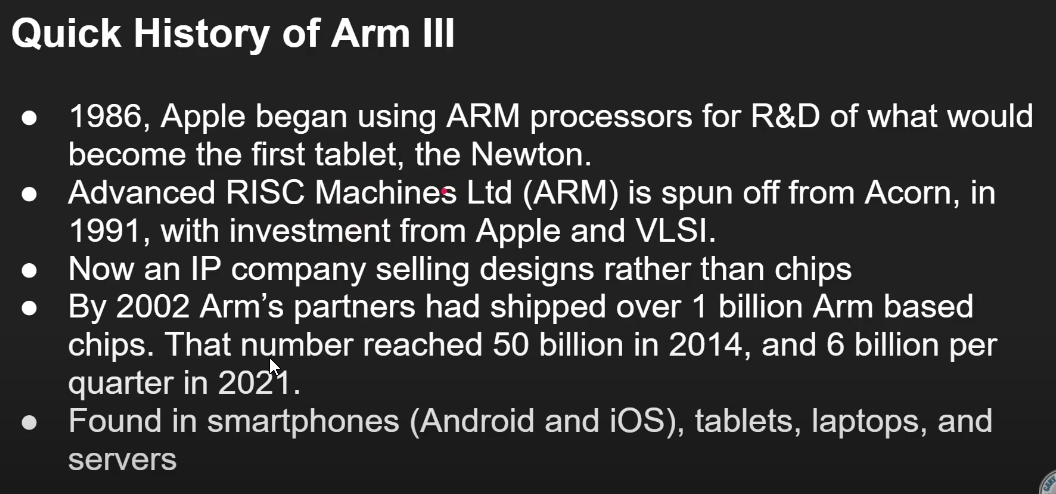 Quick History of Arm III
● 1986, Apple began using ARM processors for R&D of what would
become the first tablet, the Newton.
● Advanced RISC Machines Ltd (ARM) is spun off from Acorn, in
1991, with investment from Apple and VLSI.
● Now an IP company selling designs rather than chips
● By 2002 Arm's partners had shipped over 1 billion Arm based
chips. That number reached 50 billion in 2014, and 6 billion per
quarter in 2021.
● Found in smartphones (Android and iOS), tablets, laptops, and
servers